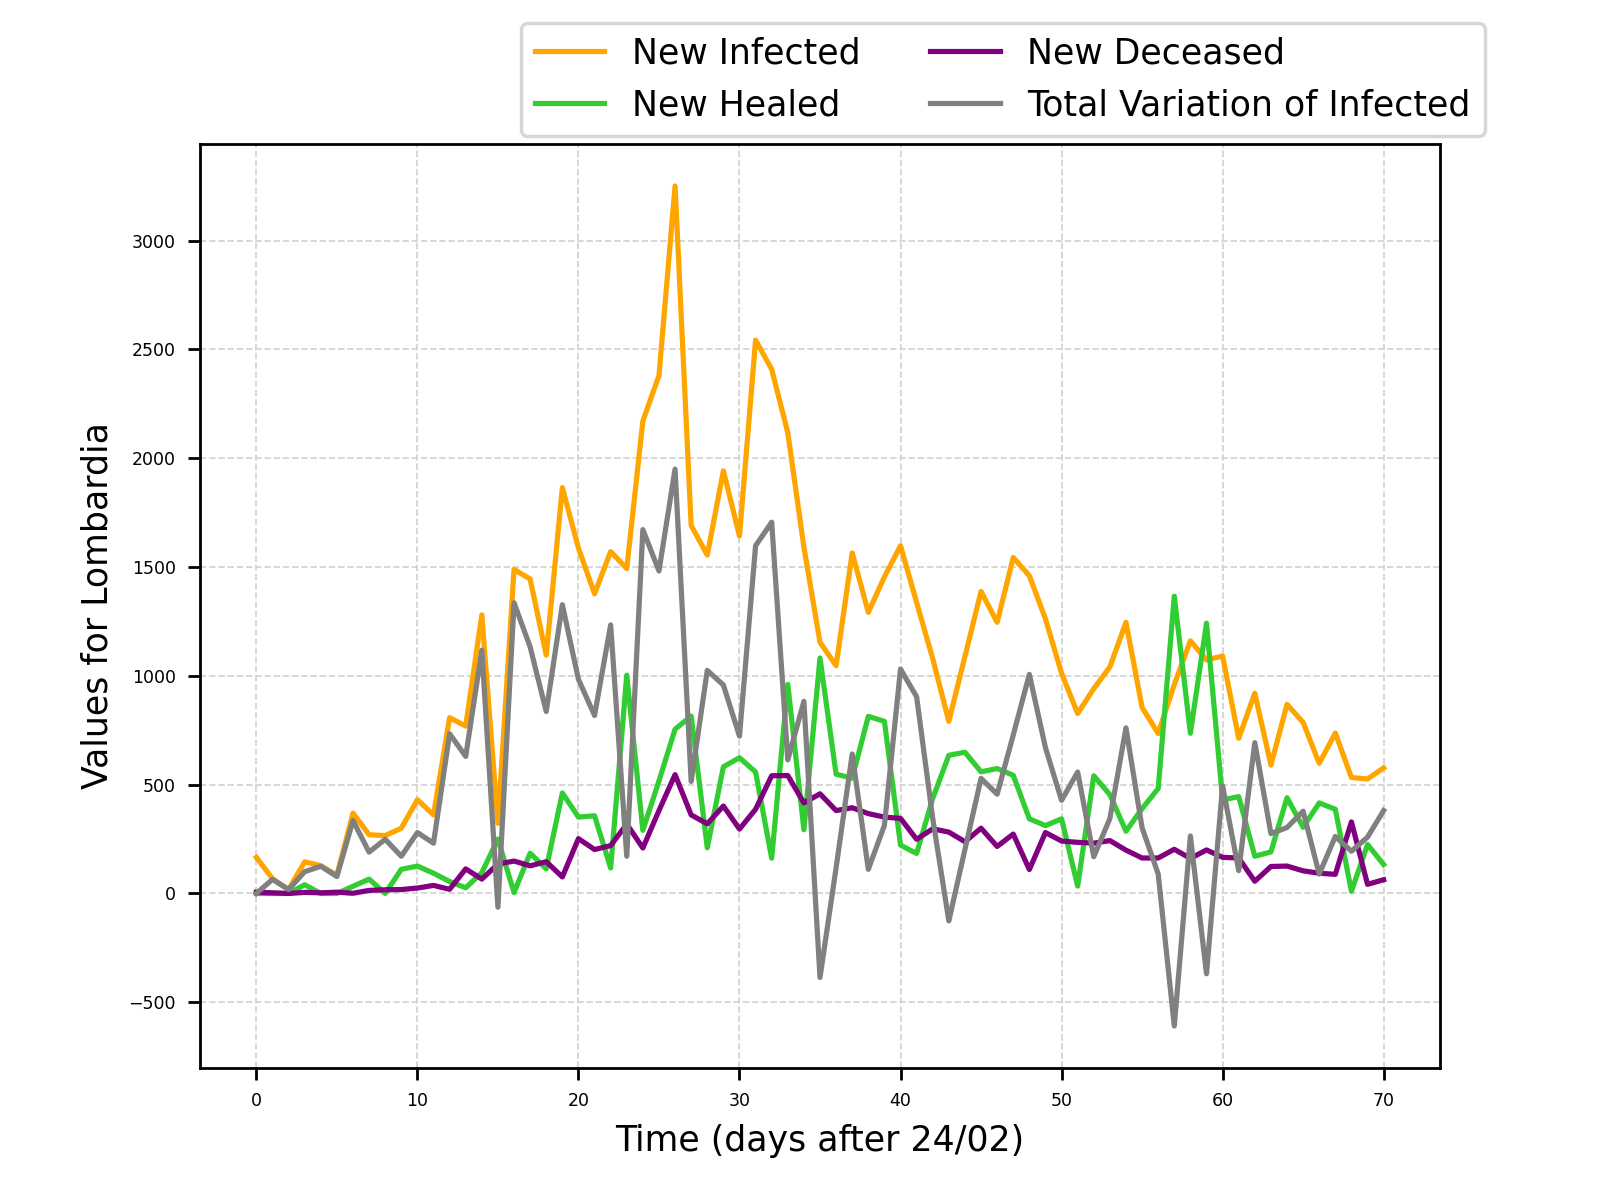 New Infected
New Deceased
New Healed
Total Variation of Infected
Values for Lombardia
3000
2500
2000
1500
1000
500
0
−500
0 10 20 30 40 50 60 70
Time (days after 24/02)